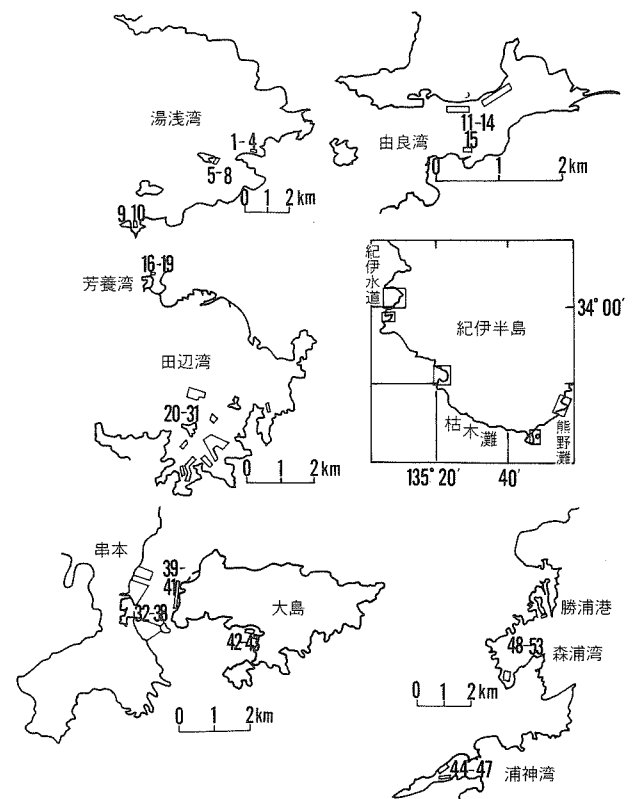 湯浅湾
1-4
5-8
0 1 2km
9 10
由良湾
11-14
15
0 1 2km
芳養湾
16-19
田辺湾
20-31
0 1 2km
紀伊水道
紀伊半島
34°00′
枯木灘
熊野灘
135°20′ 40′
串本
39-
41
32-38
大島
42-43
0 1 2km
勝浦港
48-53
森浦湾
0 1 2km
44-47
浦神湾